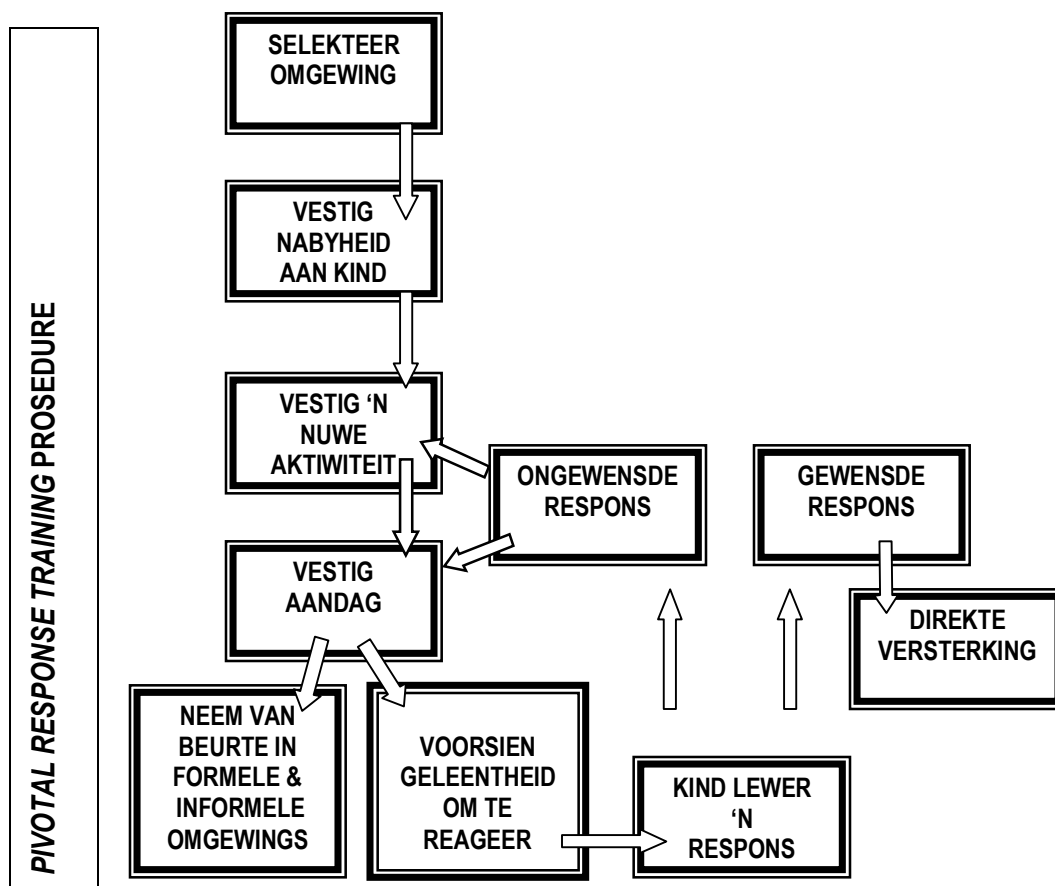 PIVOTAL RESPONSE TRAINING PROSEDURE
SELEKTEER
OMGEWING
VESTIG
NABYHEID
AAN KIND
VESTIG ‘N
NUWE
AKTIWITEIT
ONGEWENSDE
RESPONS
GEWENSDE
RESPONS
VESTIG
AANDAG
DIREKTE
VERSTERKING
NEEM VAN
BEURTE IN
FORMELE &
INFORMELE
OMGEWINGS
VOORSIEN
GELEENTHEID
OM TE
REAGEER
KIND LEWER
‘N
RESPONS